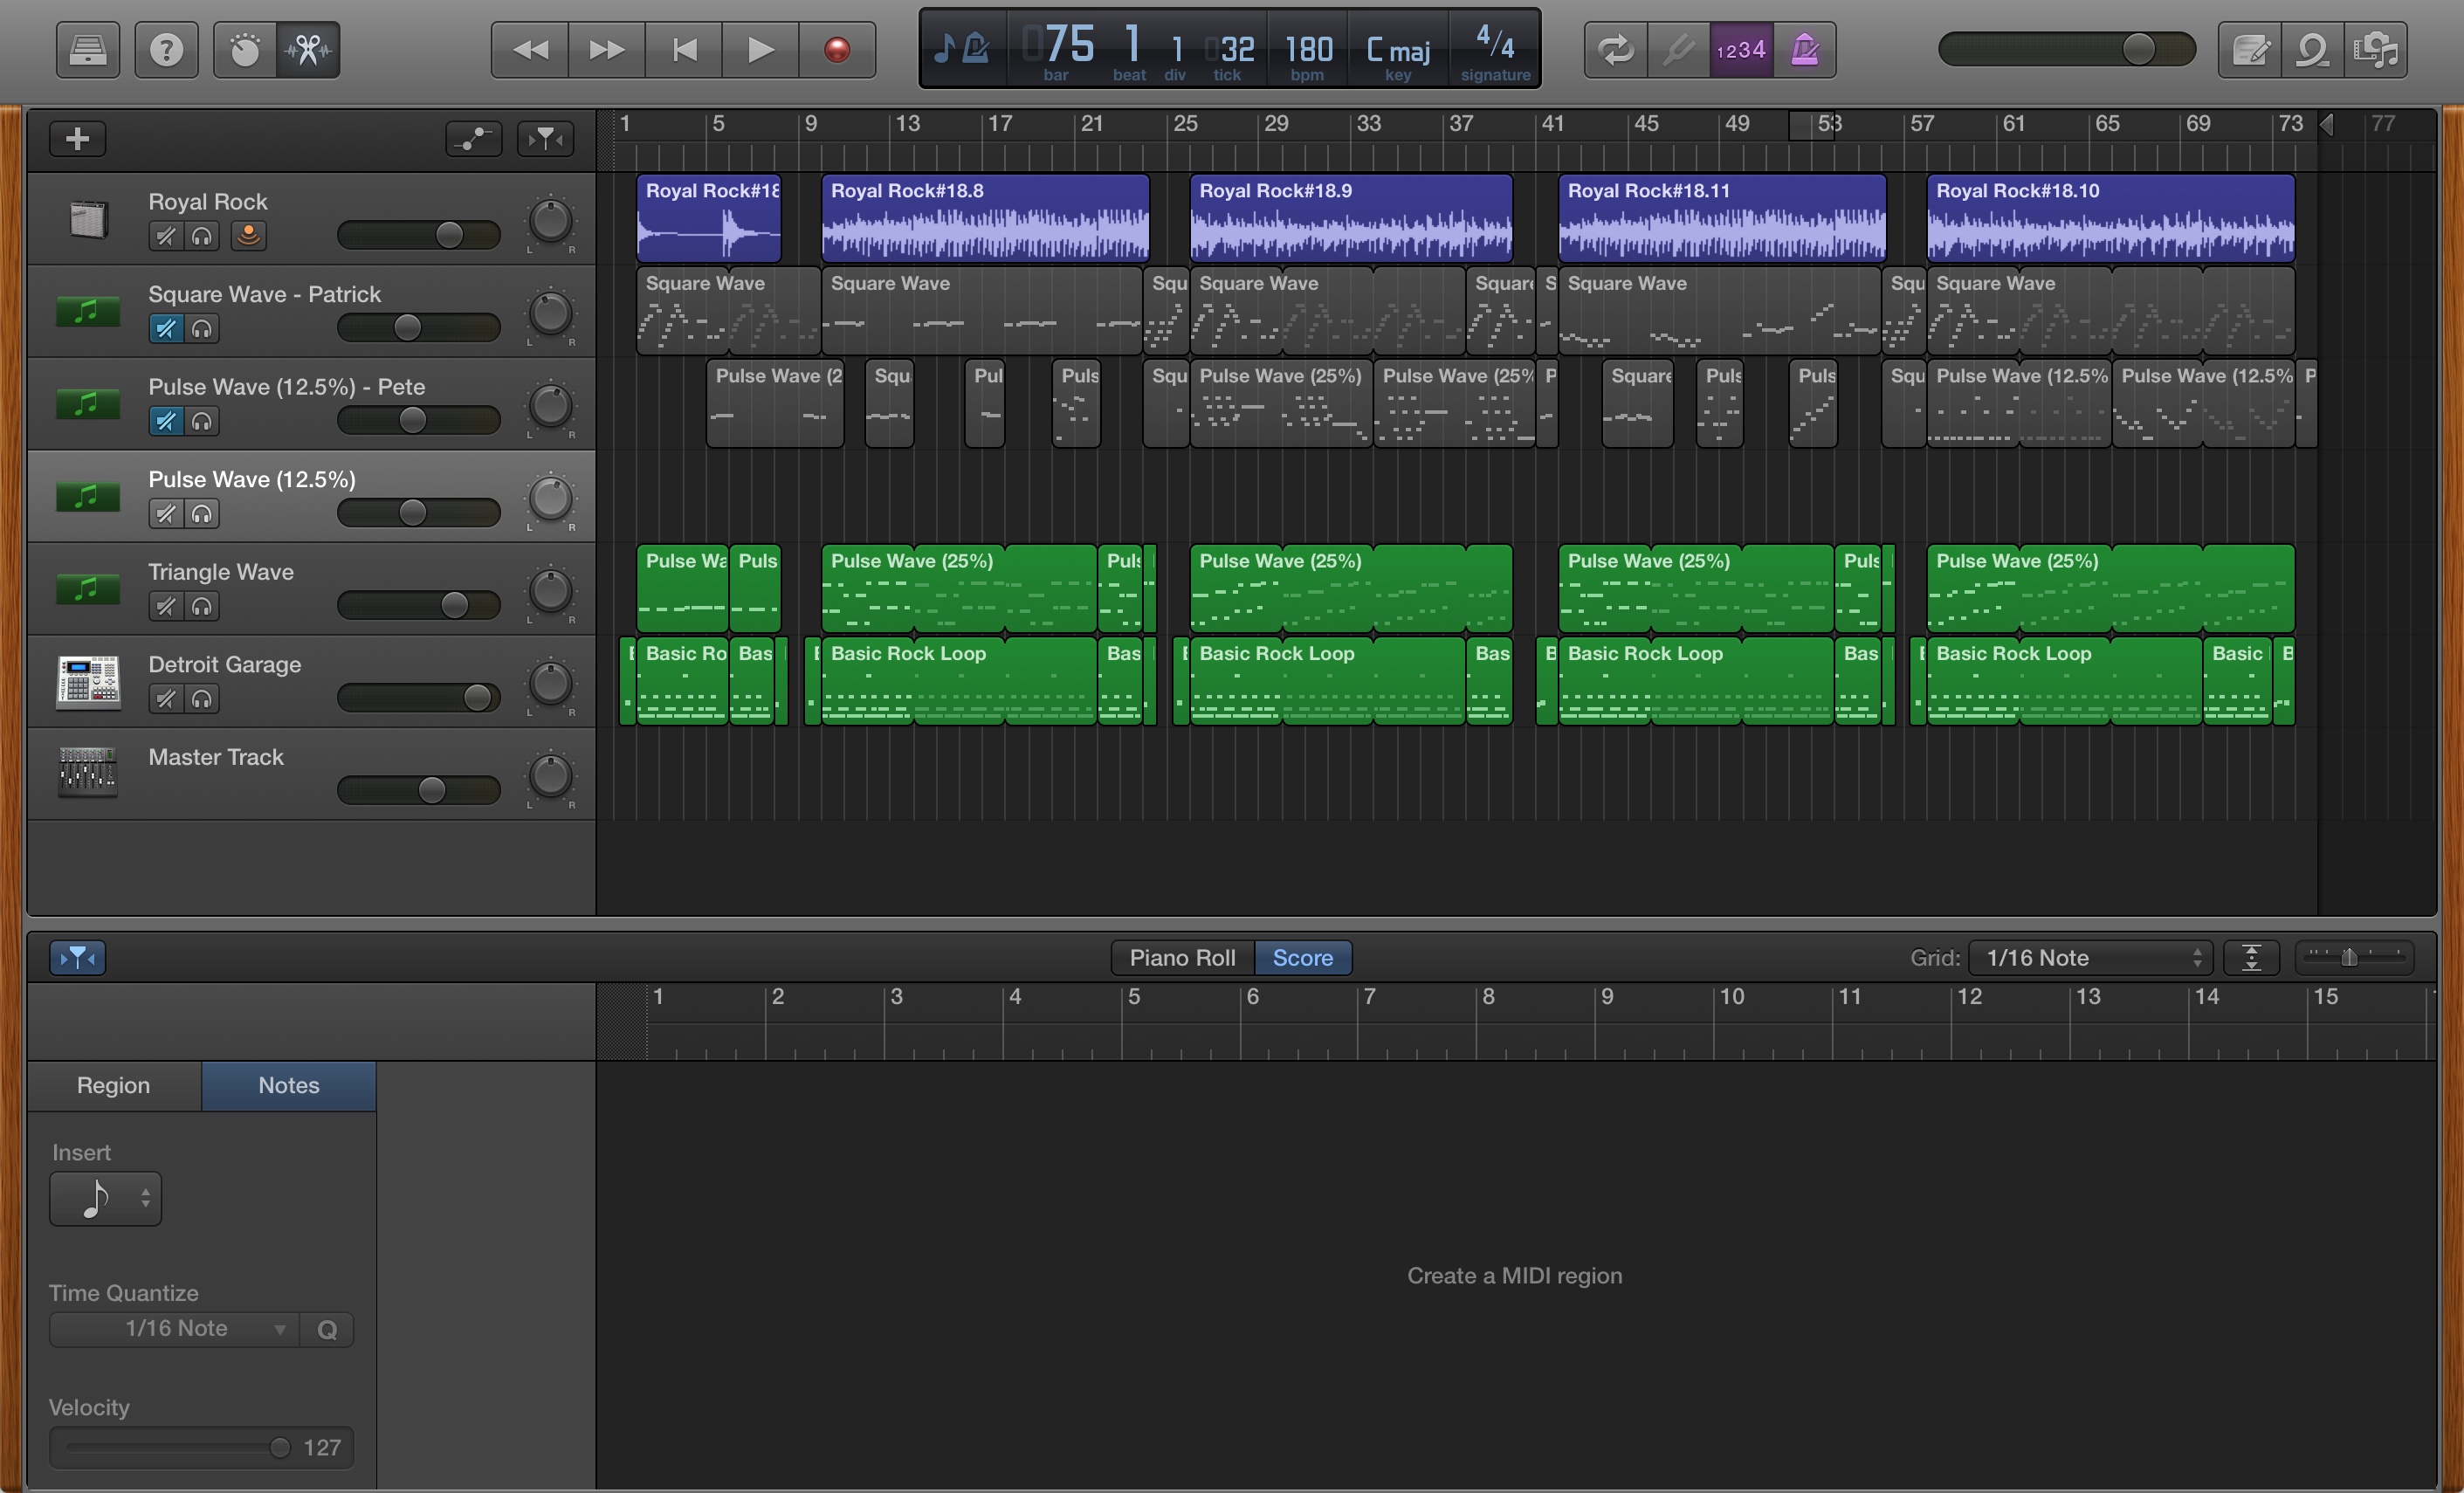 75 1 1 32 180 C maj 4/4
bar beat div tick bpm key signature
1234
1 5 9 13 17 21 25 29 33 37 41 45 49 53 57 61 65 69 73 77
Royal Rock
L R
Royal Rock#18 Royal Rock#18.8 Royal Rock#18.9 Royal Rock#18.11 Royal Rock#18.10
Square Wave - Patrick
L R
Square Wave Square Wave Squ Square Wave Square S Square Wave Squ Square Wave
Pulse Wave (12.5%) - Pete
L R
Pulse Wave (2 Squ Pul Puls Squ Pulse Wave (25%) Pulse Wave (25% P Square Puls Puls Squ Pulse Wave (12.5% Pulse Wave (12.5% P
Pulse Wave (12.5%)
L R
Triangle Wave
L R
Pulse Wa Puls Pulse Wave (25%) Puls Pulse Wave (25%) Pulse Wave (25%) Puls Pulse Wave (25%)
Detroit Garage
L R
Basic Ro Bas Basic Rock Loop Bas Basic Rock Loop Bas B Basic Rock Loop Bas Basic Rock Loop Basic B
Master Track
L R
Piano Roll Score Grid: 1/16 Note
1 2 3 4 5 6 7 8 9 10 11 12 13 14 15
Region Notes
Insert
Create a MIDI region
Time Quantize
1/16 Note Q
Velocity
127